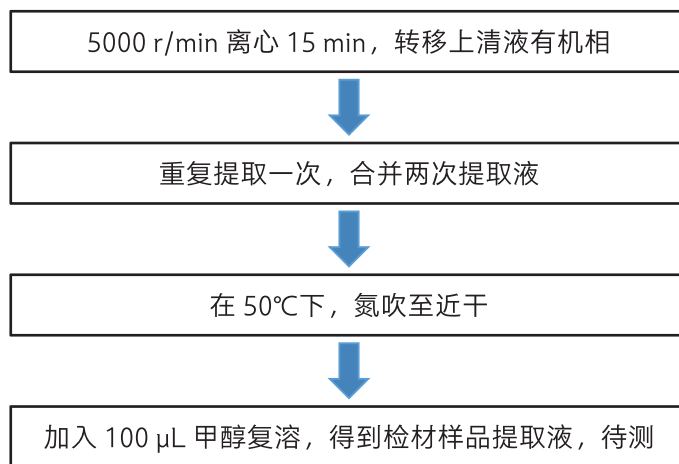 5000 r/min 离心 15 min，转移上清液有机相
重复提取一次，合并两次提取液
在 50℃下，氮吹至近干
加入 100 μL 甲醇复溶，得到检材样品提取液，待测